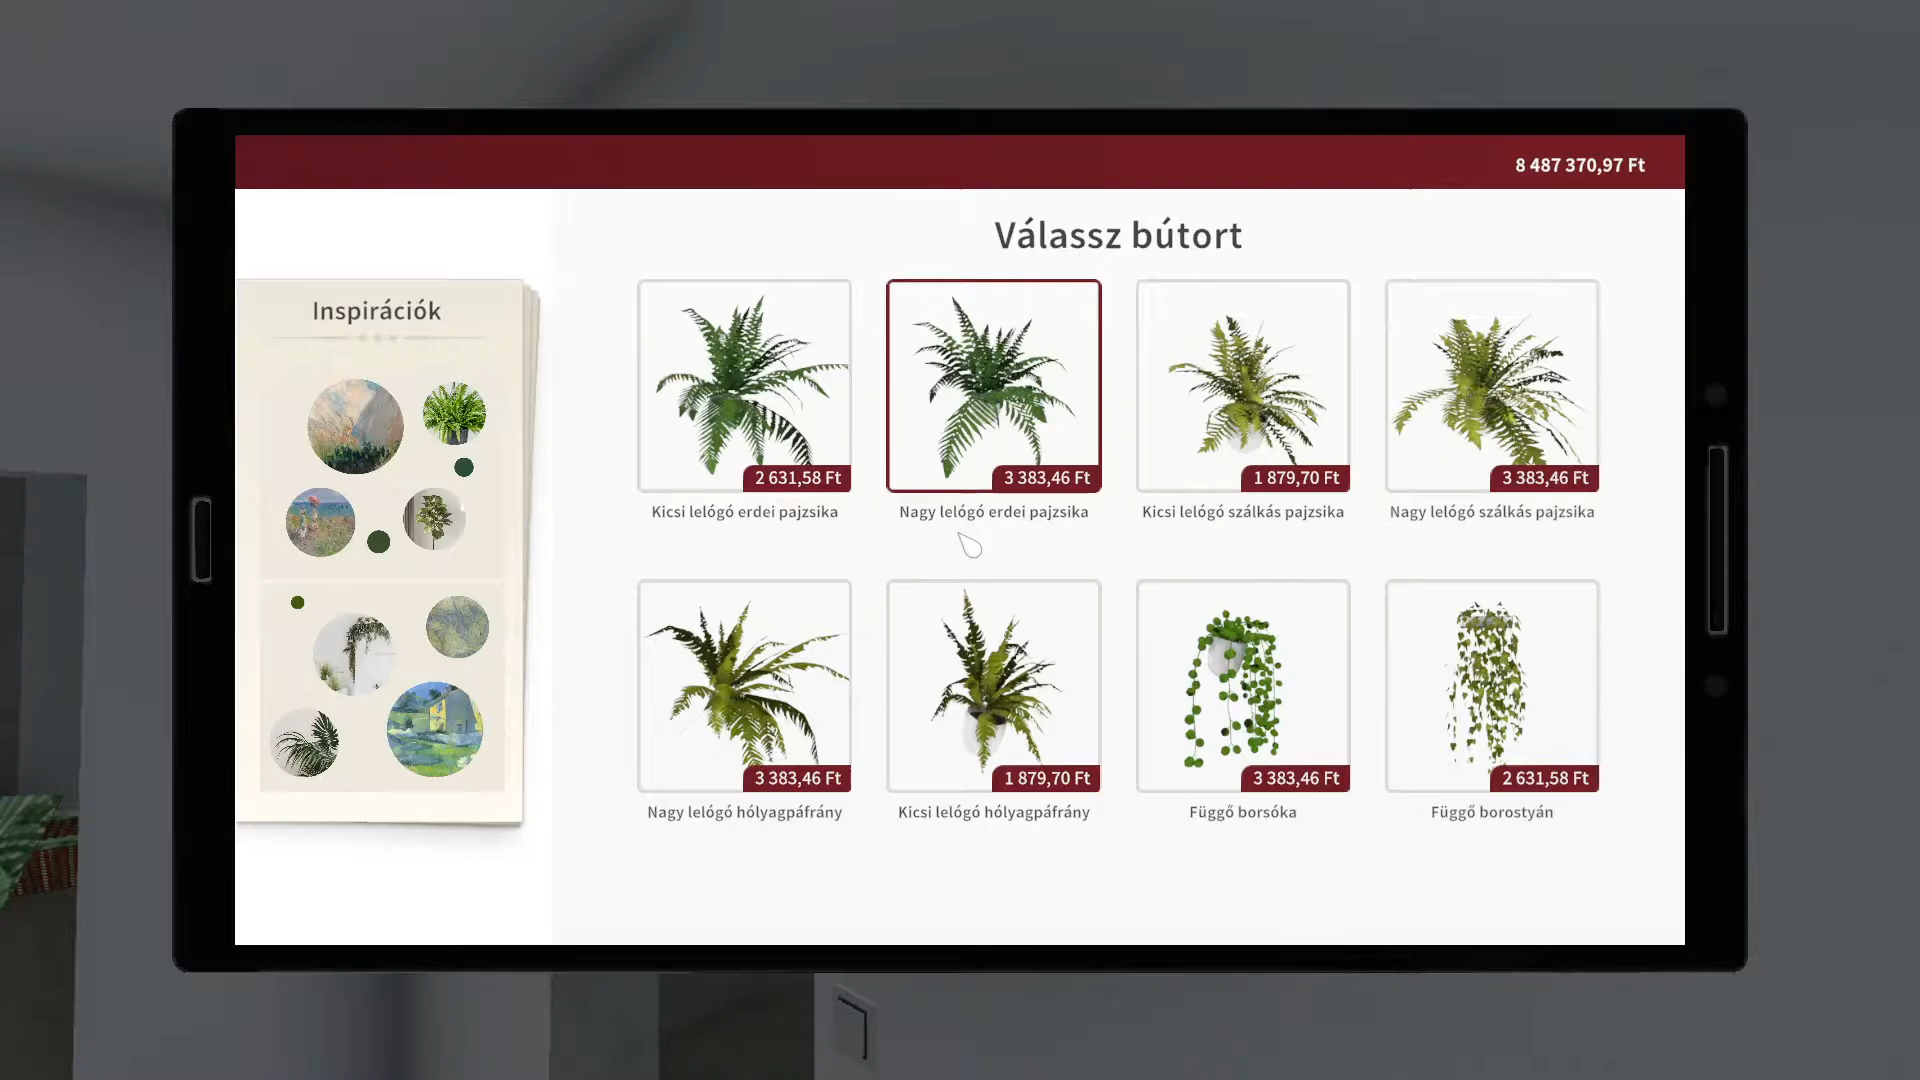 8 487 370,97 Ft
Válassz bútort
Inspirációk
2 631,58 Ft
3 383,46 Ft
1 879,70 Ft
3 383,46 Ft
Kicsi lelógó erdei pajzsika
Nagy lelógó erdei pajzsika
Kicsi lelógó szálkás pajzsika
Nagy lelógó szálkás pajzsika
3 383,46 Ft
1 879,70 Ft
3 383,46 Ft
2 631,58 Ft
Nagy lelógó hólyagpáfrány
Kicsi lelógó hólyagpáfrány
Függő borsóka
Függő borostyán